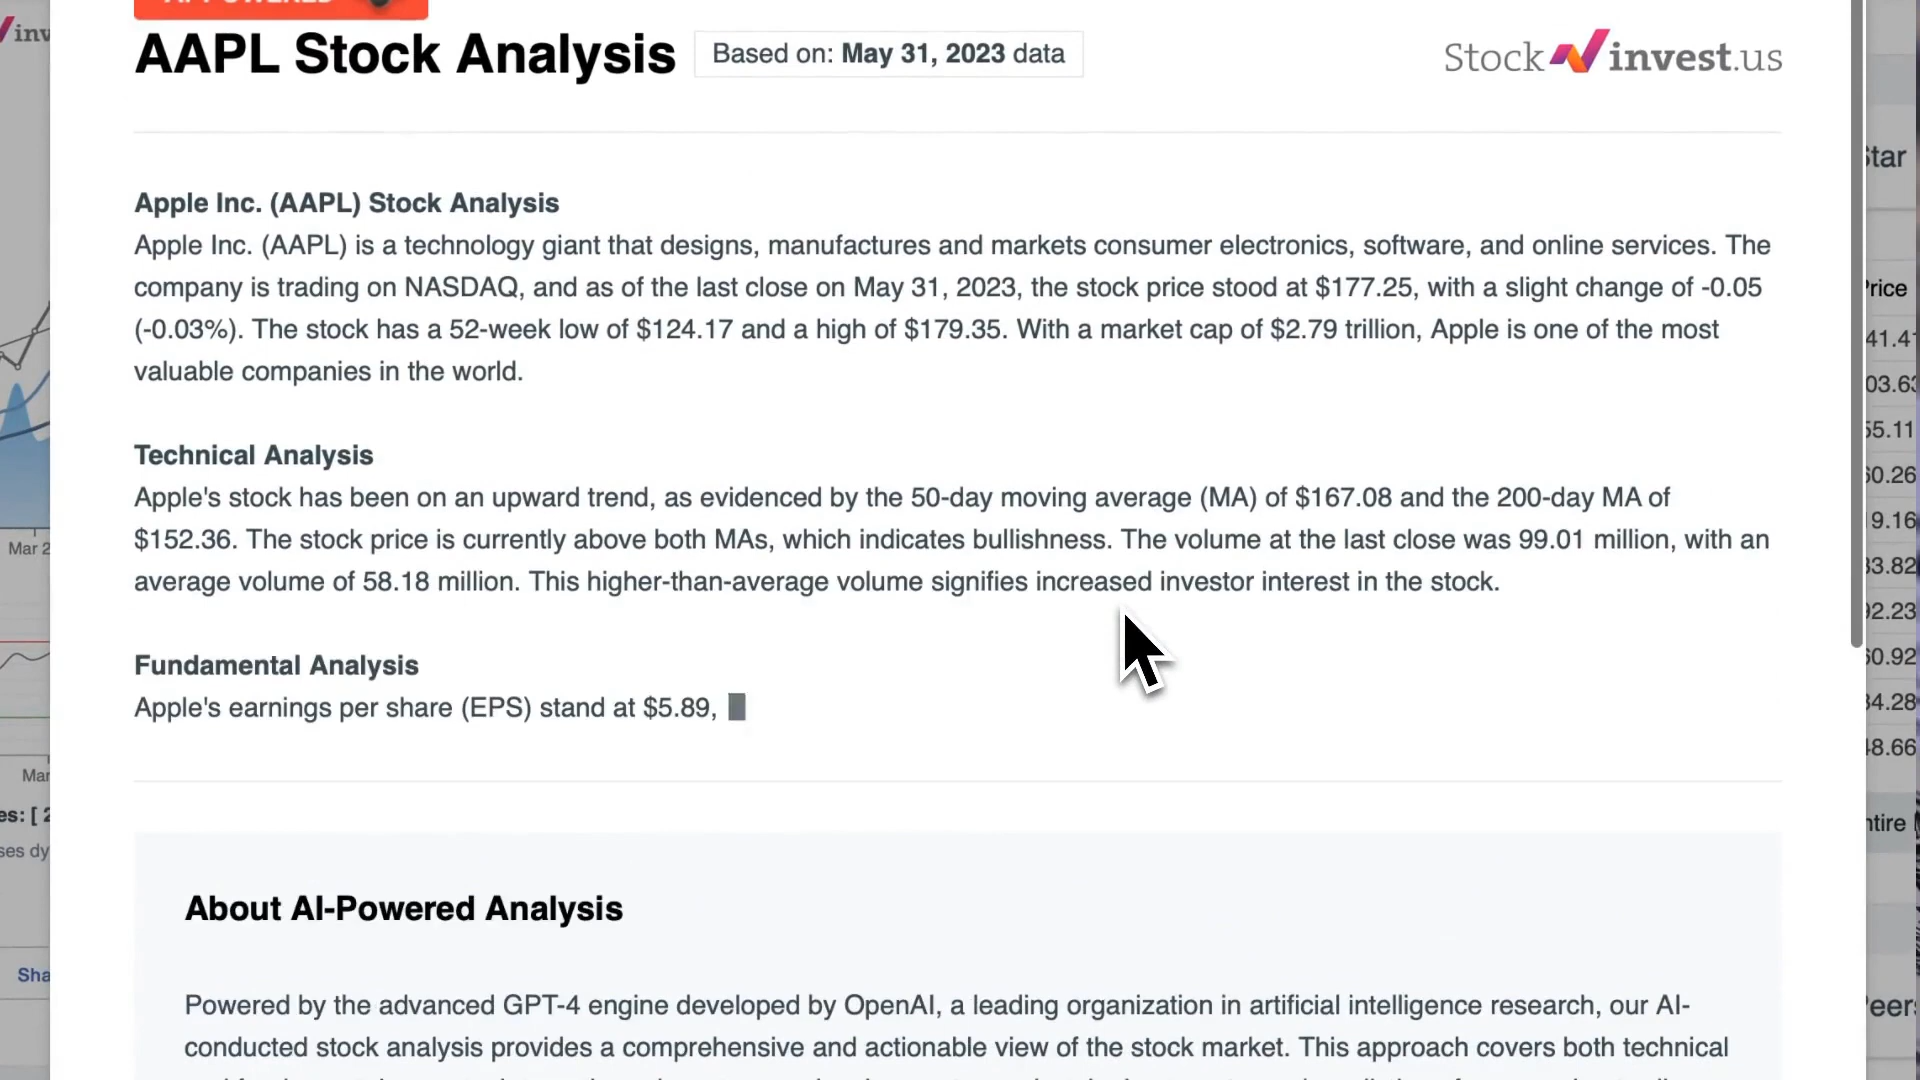 AAPL Stock Analysis
Based on: May 31, 2023 data
Stock invest.us
Apple Inc. (AAPL) Stock Analysis
Apple Inc. (AAPL) is a technology giant that designs, manufactures and markets consumer electronics, software, and online services. The
company is trading on NASDAQ, and as of the last close on May 31, 2023, the stock price stood at $177.25, with a slight change of -0.05
(-0.03%). The stock has a 52-week low of $124.17 and a high of $179.35. With a market cap of $2.79 trillion, Apple is one of the most
valuable companies in the world.
Technical Analysis
Apple's stock has been on an upward trend, as evidenced by the 50-day moving average (MA) of $167.08 and the 200-day MA of
$152.36. The stock price is currently above both MAs, which indicates bullishness. The volume at the last close was 99.01 million, with an
average volume of 58.18 million. This higher-than-average volume signifies increased investor interest in the stock.
Fundamental Analysis
Apple's earnings per share (EPS) stand at $5.89,
About AI-Powered Analysis
Powered by the advanced GPT-4 engine developed by OpenAI, a leading organization in artificial intelligence research, our AI-
conducted stock analysis provides a comprehensive and actionable view of the stock market. This approach covers both technical